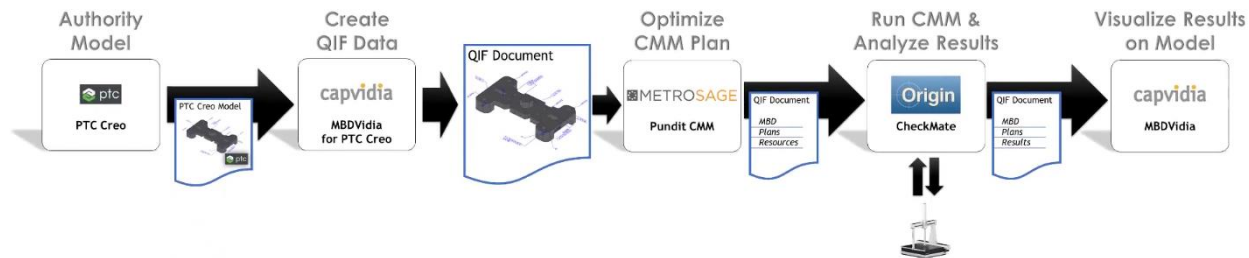 Authority
Model
ptc
PTC Creo
PTC Creo Model
ptc
Create
QIF Data
capvidia
MBDVidia
for PTC Creo
QIF Document
Optimize
CMM Plan
METROSAGE
Pundit CMM
QIF Document
MBD
Plans
Resources
Run CMM &
Analyze Results
Origin
CheckMate
QIF Document
MBD
Plans
Results
Visualize Results
on Model
capvidia
MBDVidia